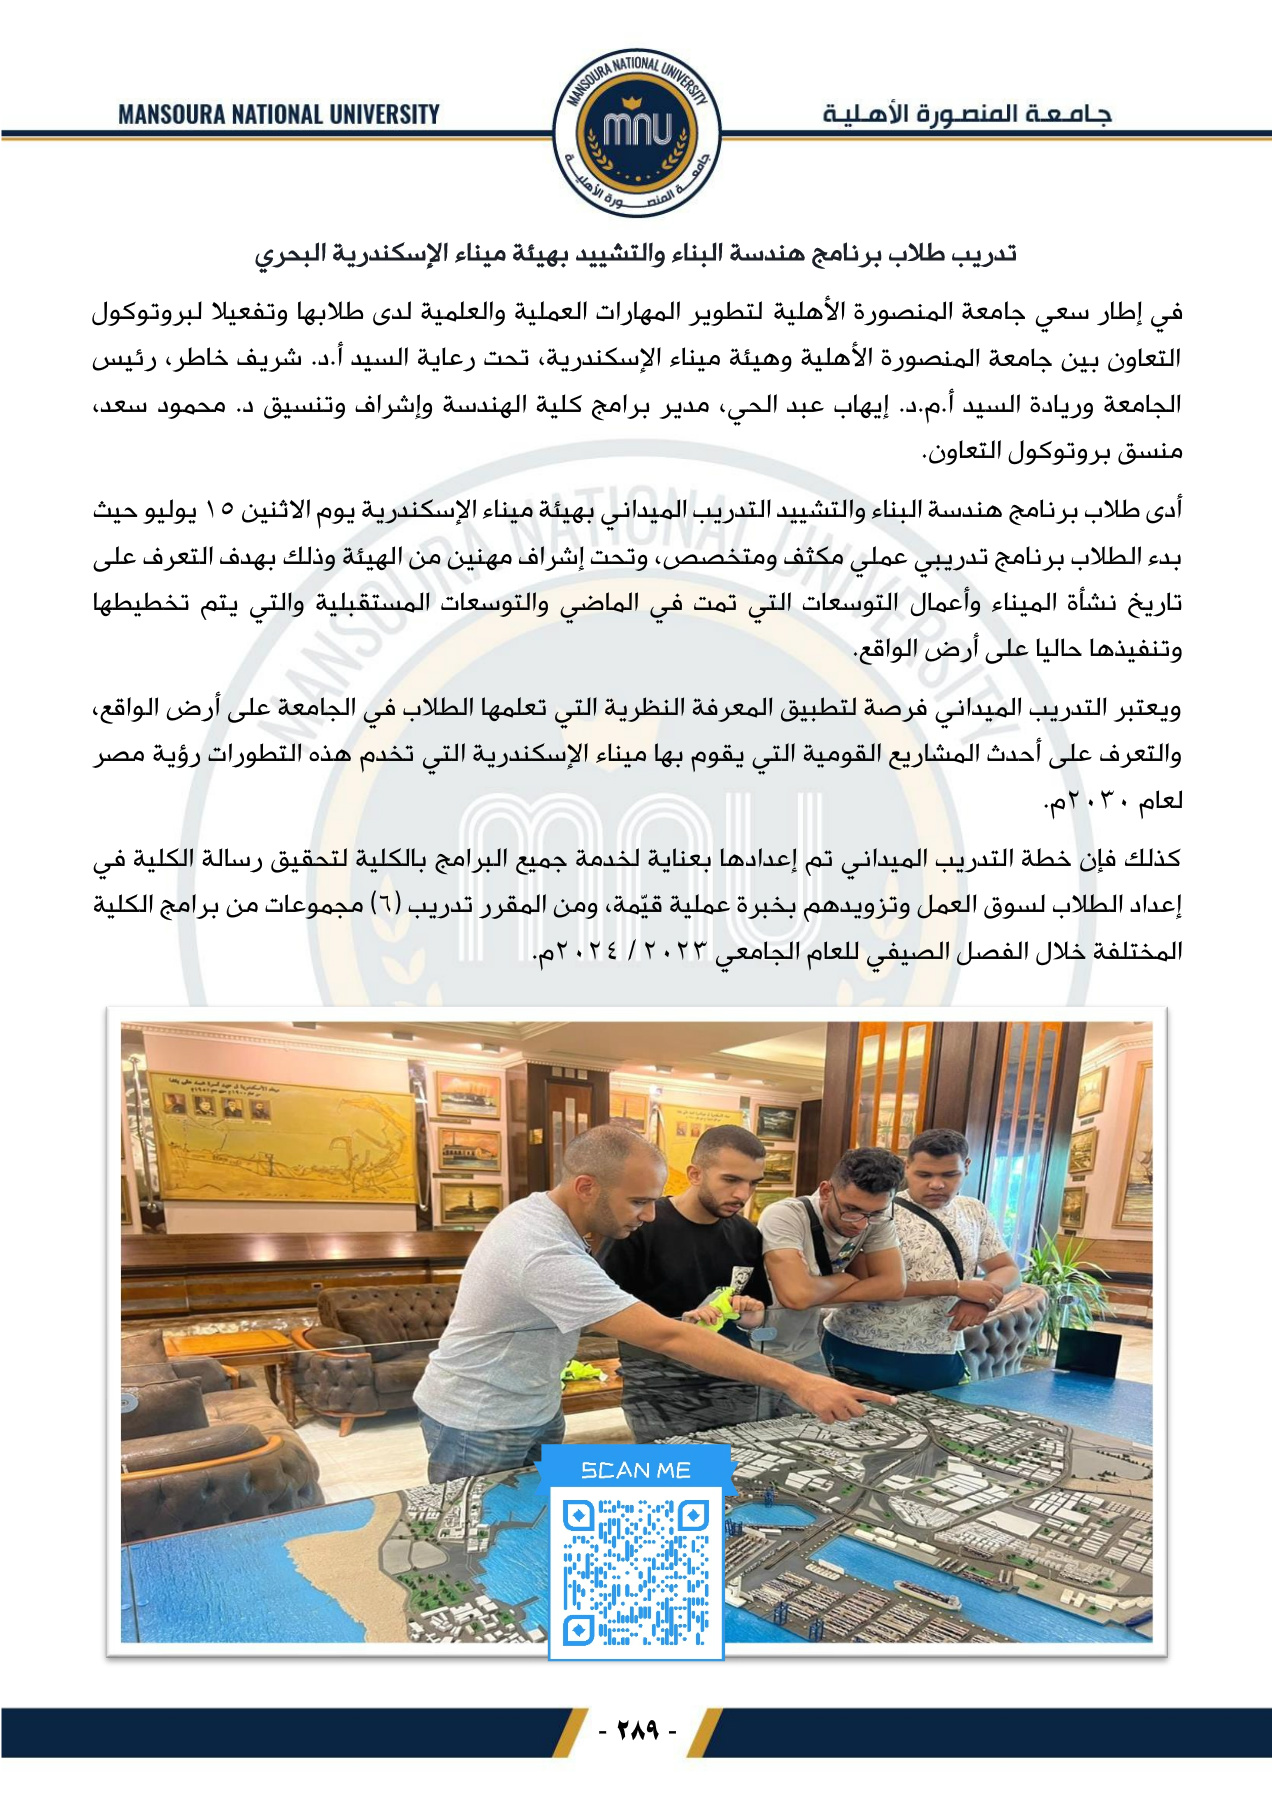 MANSOURA NATIONAL UNIVERSITY
جامعة المنصورة الأهلية
MANSOURA NATIONAL UNIVERSITY
mnu
جامعة المنصورة الأهلية
تدريب طلاب برنامج هندسة البناء والتشييد بهيئة ميناء الإسكندرية البحري
في إطار سعي جامعة المنصورة الأهلية لتطوير المهارات العملية والعلمية لدى طلابها وتفعيلا لبروتوكول
التعاون بين جامعة المنصورة الأهلية وهيئة ميناء الإسكندرية، تحت رعاية السيد أ.د. شريف خاطر، رئيس
الجامعة وريادة السيد أ.م.د. إيهاب عبد الحي، مدير برامج كلية الهندسة وإشراف وتنسيق د. محمود سعد،
منسق بروتوكول التعاون.
أدى طلاب برنامج هندسة البناء والتشييد التدريب الميداني بهيئة ميناء الإسكندرية يوم الاثنين ١٥ يوليو حيث
بدء الطلاب برنامج تدريبي عملي مكثف ومتخصص، وتحت إشراف مهنين من الهيئة وذلك بهدف التعرف على
تاريخ نشأة الميناء وأعمال التوسعات التي تمت في الماضي والتوسعات المستقبلية والتي يتم تخطيطها
وتنفيذها حاليا على أرض الواقع.
ويعتبر التدريب الميداني فرصة لتطبيق المعرفة النظرية التي تعلمها الطلاب في الجامعة على أرض الواقع،
والتعرف على أحدث المشاريع القومية التي يقوم بها ميناء الإسكندرية التي تخدم هذه التطورات رؤية مصر
لعام ٢٠٣٠م.
كذلك فإن خطة التدريب الميداني تم إعدادها بعناية لخدمة جميع البرامج بالكلية لتحقيق رسالة الكلية في
إعداد الطلاب لسوق العمل وتزويدهم بخبرة عملية قيّمة، ومن المقرر تدريب (٦) مجموعات من برامج الكلية
المختلفة خلال الفصل الصيفي للعام الجامعي ٢٠٢٣ / ٢٠٢٤م.
MANSOURA NATIONAL UNIVERSITY
mnu
SCAN ME
- ٢٨٩ -